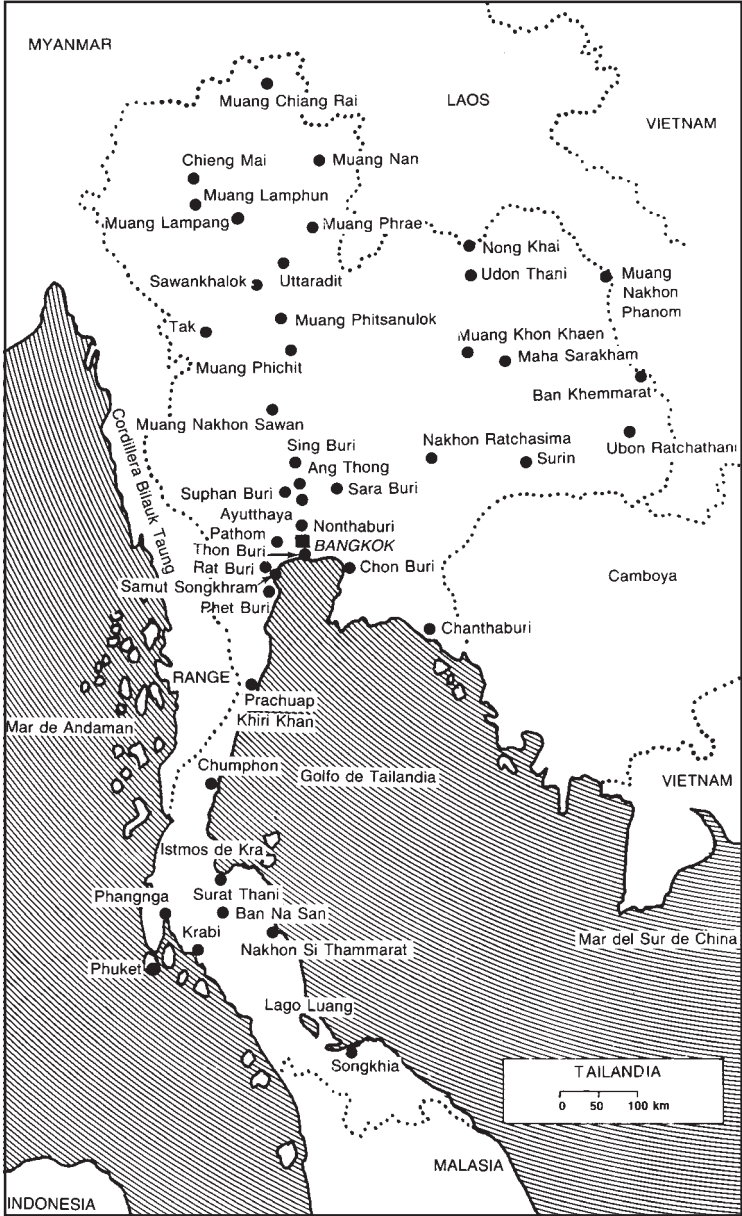 MYANMAR
Muang Chiang Rai
LAOS
VIETNAM
Chieng Mai
Muang Nan
Muang Lamphun
Muang Lampang
Muang Phrae
Nong Khai
Sawankhalok
Uttaradit
Udon Thani
Muang
Nakhon
Phanom
Tak
Muang Phitsanulok
Muang Khon Khaen
Maha Sarakham
Muang Phichit
Ban Khemmarat
Cordillera Bilauk Taung
Muang Nakhon Sawan
Sing Buri
Nakhon Ratchasima
Ubon Ratchathani
Ang Thong
Surin
Suphan Buri
Sara Buri
Ayutthaya
Nonthaburi
Pathom
BANGKOK
Thon Buri
Rat Buri
Chon Buri
Samut Songkhram
Camboya
Phet Buri
Chanthaburi
RANGE
Prachuap
Khiri Khan
Mar de Andaman
Chumphon
Golfo de Tailandia
VIETNAM
Istmos de Kra
Phangnga
Surat Thani
Ban Na San
Krabi
Nakhon Si Thammarat
Mar del Sur de China
Phuket
Lago Luang
Songkhia
TAILANDIA
0 50 100 km
MALASIA
INDONESIA